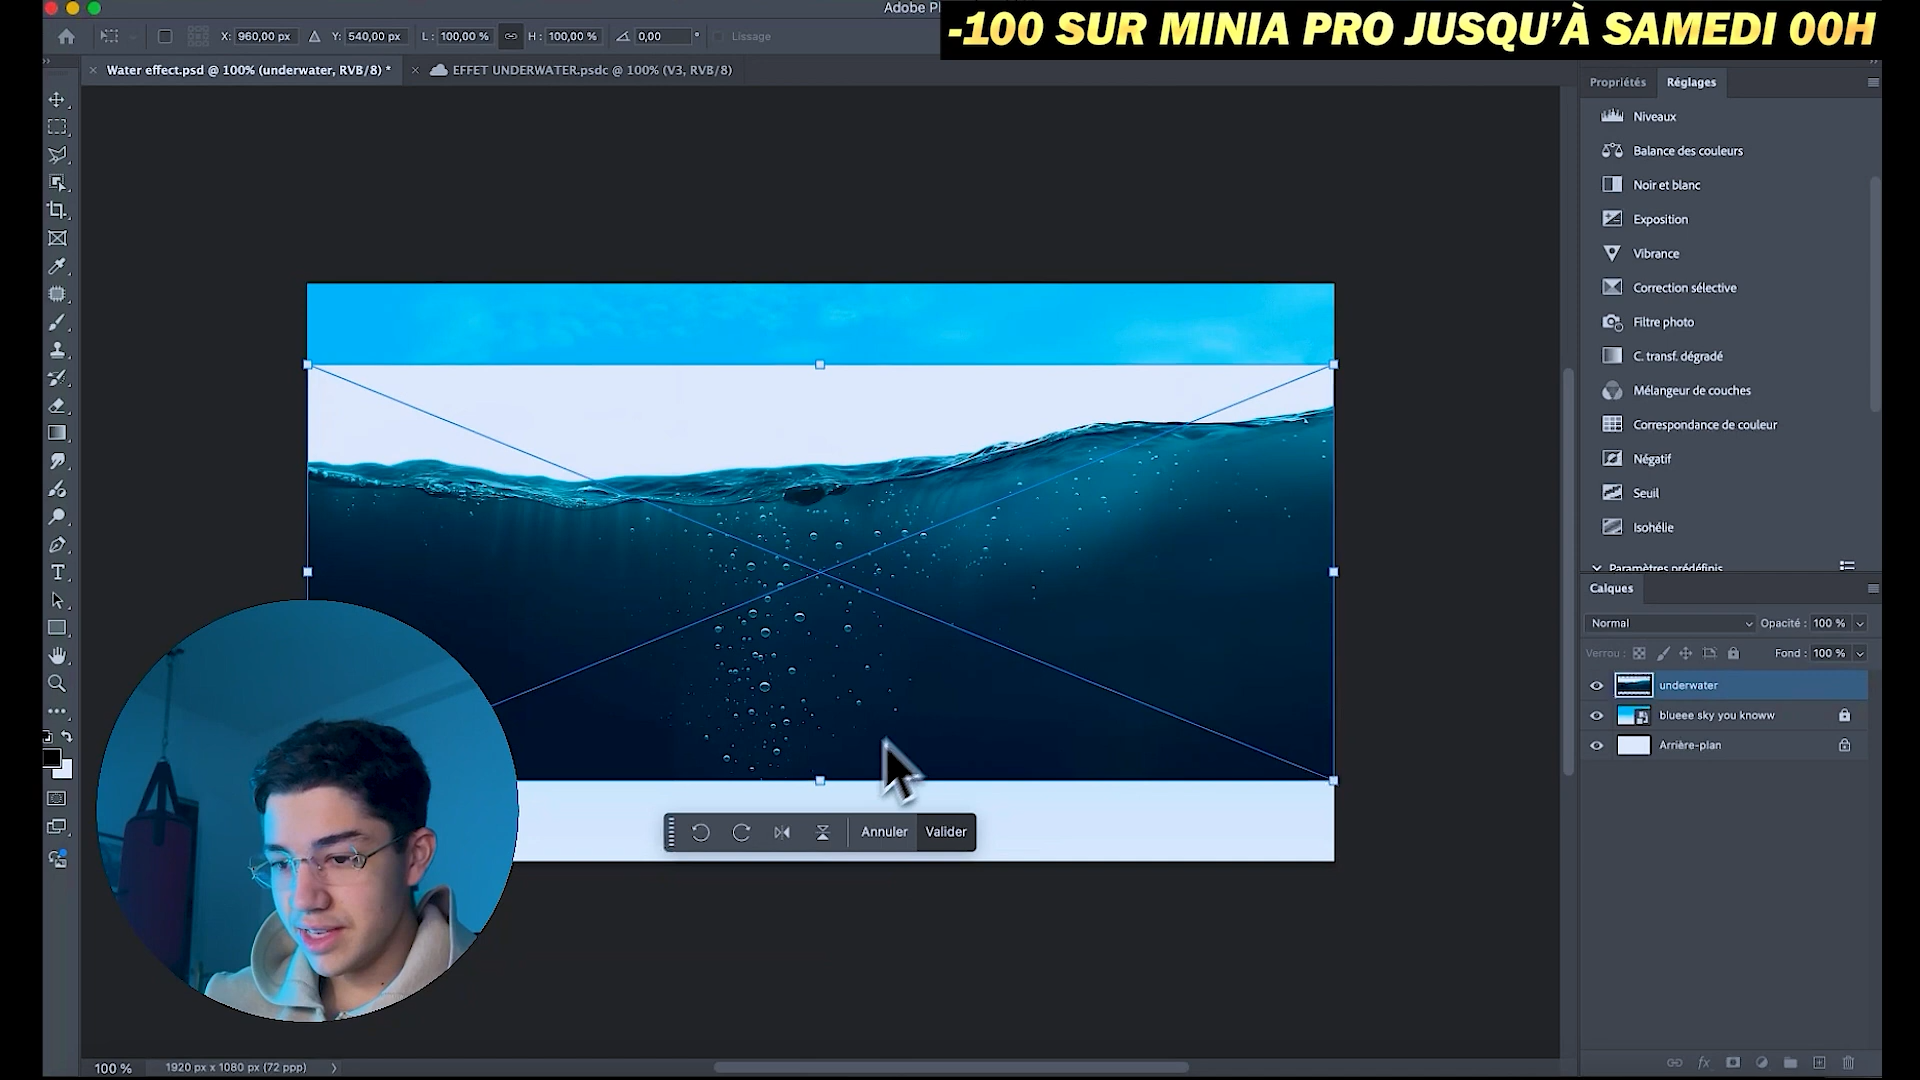 Adobe P
-100 SUR MINIA PRO JUSQU'À SAMEDI 00H
X: 960,00 px Y: 540,00 px L: 100,00 % H: 100,00 % 0,00 ° Lissage
Water effect.psd @ 100% (underwater, RVB/8) *
EFFET UNDERWATER.psdc @ 100% (V3, RVB/8)
Propriétés Réglages
Niveaux
Balance des couleurs
Noir et blanc
Exposition
Vibrance
Correction sélective
Filtre photo
C. transf. dégradé
Mélangeur de couches
Correspondance de couleur
Négatif
Seuil
Isohélie
Paramètres prédéfinis
Calques
Normal Opacité : 100 %
Verrou : Fond : 100 %
underwater
blueee sky you knoww
Arrière-plan
Annuler Valider
100 % 1920 px x 1080 px (72 ppp)